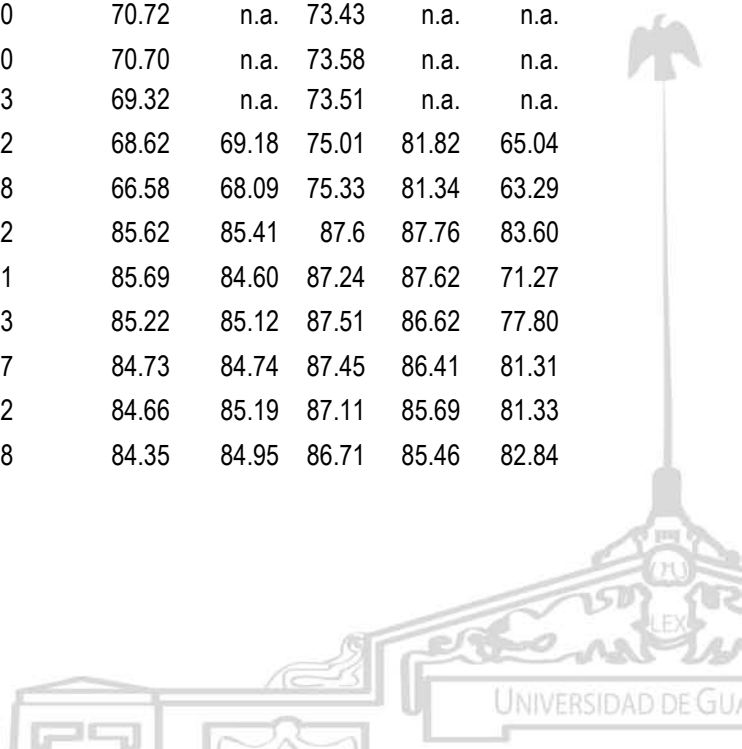 0 70.72 n.a. 73.43 n.a. n.a.
0 70.70 n.a. 73.58 n.a. n.a.
3 69.32 n.a. 73.51 n.a. n.a.
2 68.62 69.18 75.01 81.82 65.04
8 66.58 68.09 75.33 81.34 63.29
2 85.62 85.41 87.6 87.76 83.60
1 85.69 84.60 87.24 87.62 71.27
3 85.22 85.12 87.51 86.62 77.80
7 84.73 84.74 87.45 86.41 81.31
2 84.66 85.19 87.11 85.69 81.33
8 84.35 84.95 86.71 85.46 82.84
LEX
UNIVERSIDAD DE GUA